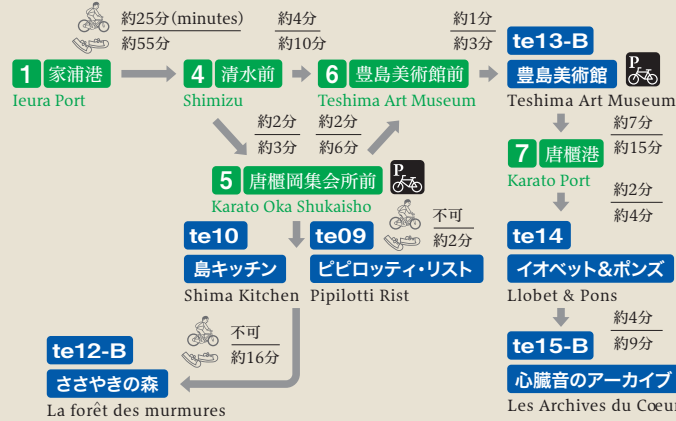 約25分(minutes)
約55分
約4分
約10分
約1分
約3分
1 家浦港
Ieura Port
4 清水前
Shimizu
6 豊島美術館前
Teshima Art Museum
te13-B
豊島美術館
P
Teshima Art Museum
約2分
約3分
約2分
約6分
約7分
約15分
5 唐櫃岡集会所前
P
Karato Oka Shukaisho
7 唐櫃港
Karato Port
不可
約2分
約2分
約4分
te10
島キッチン
Shima Kitchen
te09
ピピロッティ・リスト
Pipilotti Rist
te14
イオベット&ポンズ
Llobet & Pons
不可
約16分
約4分
約9分
te12-B
ささやきの森
La forêt des murmures
te15-B
心臓音のアーカイブ
Les Archives du Cœur